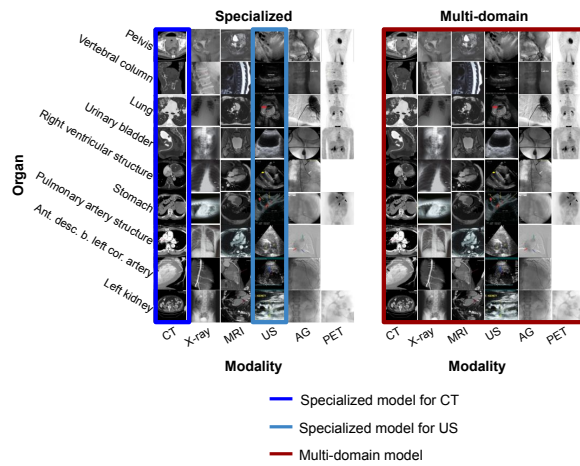 Specialized
Multi-domain
Organ
Pelvis
Vertebral column
Lung
Urinary bladder
Right ventricular structure
Stomach
Pulmonary artery structure
Ant. desc. b. left cor. artery
Left kidney
CT X-ray MRI US AG PET
CT X-ray MRI US AG PET
Modality
Modality
Specialized model for CT
Specialized model for US
Multi-domain model